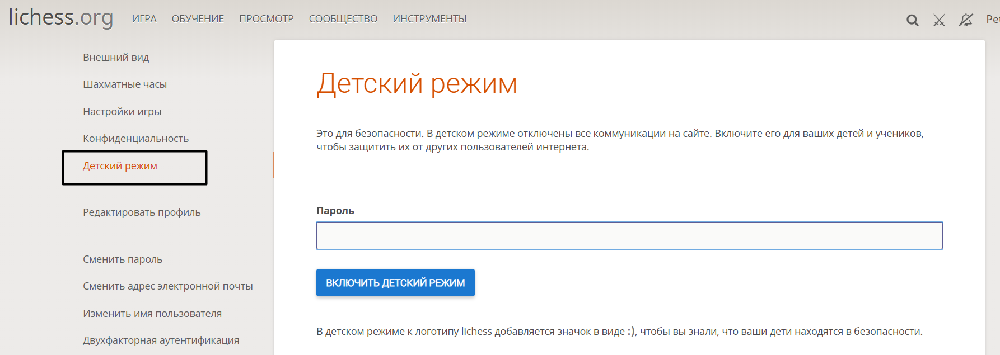 lichess.org ИГРА ОБУЧЕНИЕ ПРОСМОТР СООБЩЕСТВО ИНСТРУМЕНТЫ
Внешний вид
Шахматные часы
Настройки игры
Конфиденциальность
Детский режим
Редактировать профиль
Сменить пароль
Сменить адрес электронной почты
Изменить имя пользователя
Двухфакторная аутентификация
Детский режим
Это для безопасности. В детском режиме отключены все коммуникации на сайте. Включите его для ваших детей и учеников,
чтобы защитить их от других пользователей интернета.
Пароль
ВКЛЮЧИТЬ ДЕТСКИЙ РЕЖИМ
В детском режиме к логотипу lichess добавляется значок в виде :), чтобы вы знали, что ваши дети находятся в безопасности.